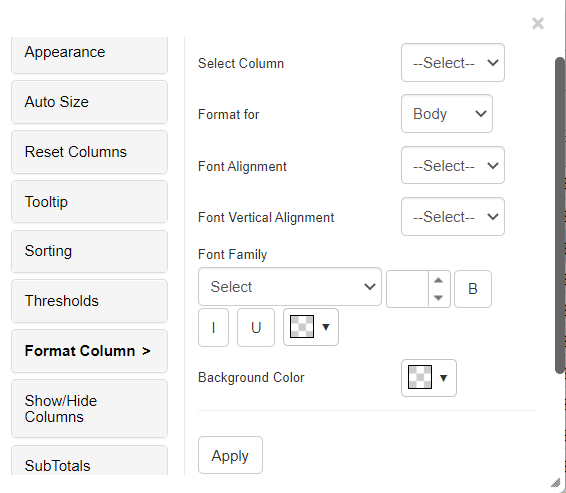 ×
Appearance
Auto Size
Reset Columns
Tooltip
Sorting
Thresholds
Format Column >
Show/Hide
Columns
SubTotals
Select Column --Select--
Format for Body
Font Alignment --Select--
Font Vertical Alignment --Select--
Font Family
Select B
I U
Background Color
Apply